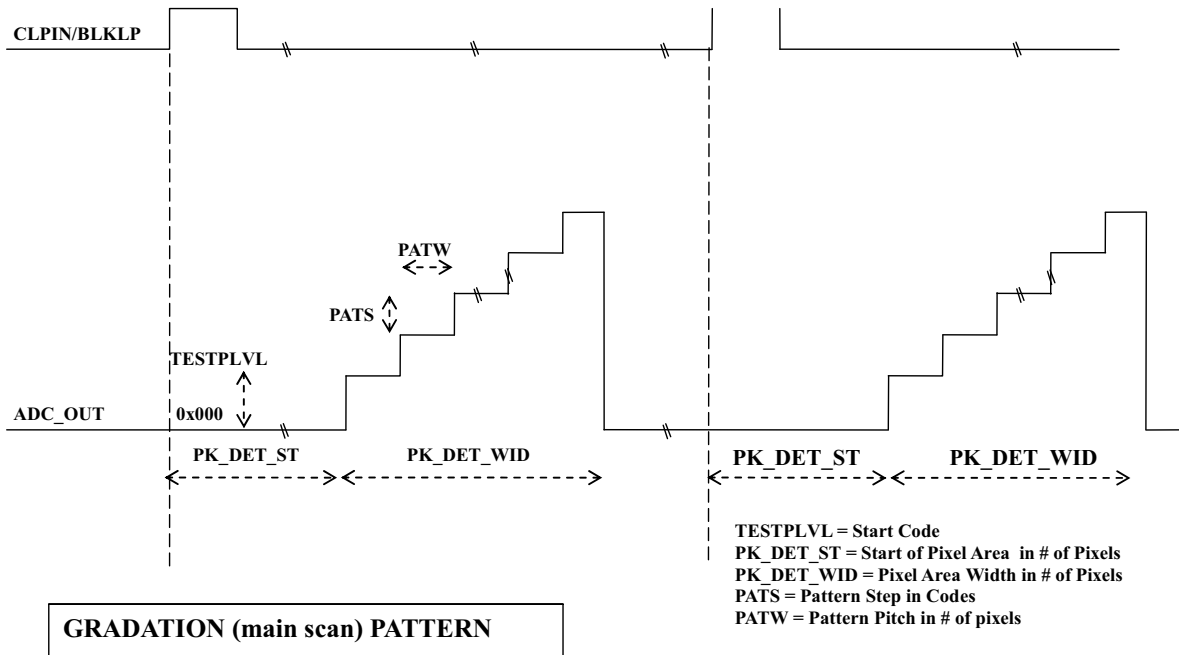 CLPIN/BLKLP
PATW
PATS
TESTPLVL
ADC_OUT 0x000
PK_DET_ST PK_DET_WID PK_DET_ST PK_DET_WID
TESTPLVL = Start Code
PK_DET_ST = Start of Pixel Area in # of Pixels
PK_DET_WID = Pixel Area Width in # of Pixels
PATS = Pattern Step in Codes
PATW = Pattern Pitch in # of pixels
GRADATION (main scan) PATTERN